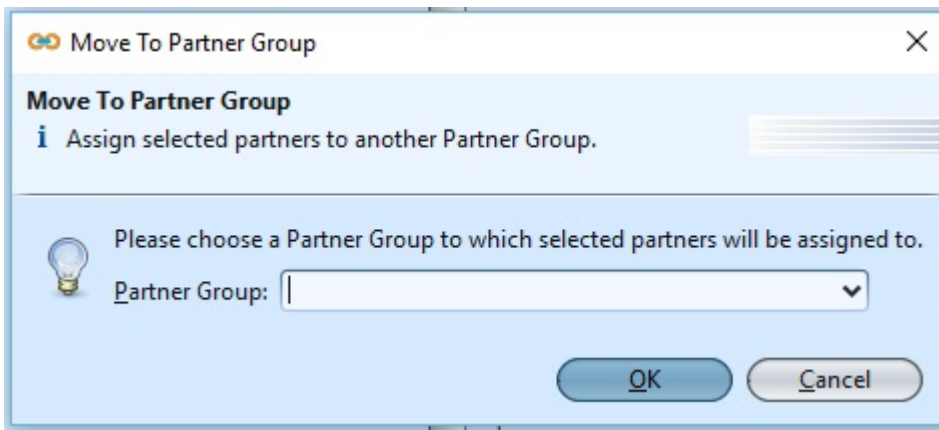 Move To Partner Group
Move To Partner Group
Assign selected partners to another Partner Group.
Please choose a Partner Group to which selected partners will be assigned to.
Partner Group:
OK
Cancel